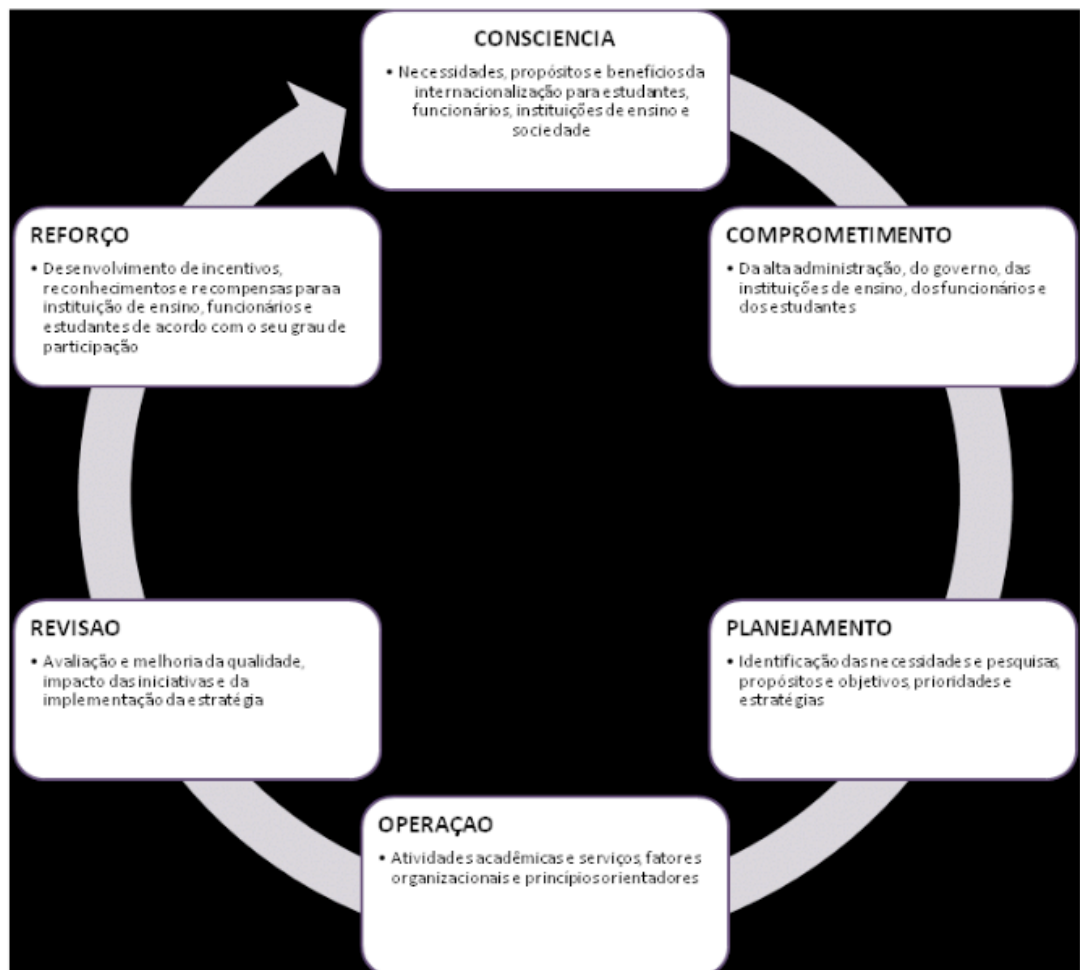 CONSCIENCIA
• Necessidades, propósitos e benefícios da
internacionalização para estudantes,
funcionários, instituições de ensino e
sociedade
COMPROMETIMENTO
• Da alta administração, do governo, das
instituições de ensino, dos funcionários e
dos estudantes
PLANEJAMENTO
• Identificação das necessidades e pesquisas,
propósitos e objetivos, prioridades e
estratégias
OPERAÇAO
• Atividades acadêmicas e serviços, fatores
organizacionais e princípios orientadores
REVISAO
• Avaliação e melhoria da qualidade,
impacto das iniciativas e da
implementação da estratégia
REFORÇO
• Desenvolvimento de incentivos,
reconhecimentos e recompensas para a
instituição de ensino, funcionários e
estudantes de acordo com o seu grau de
participação